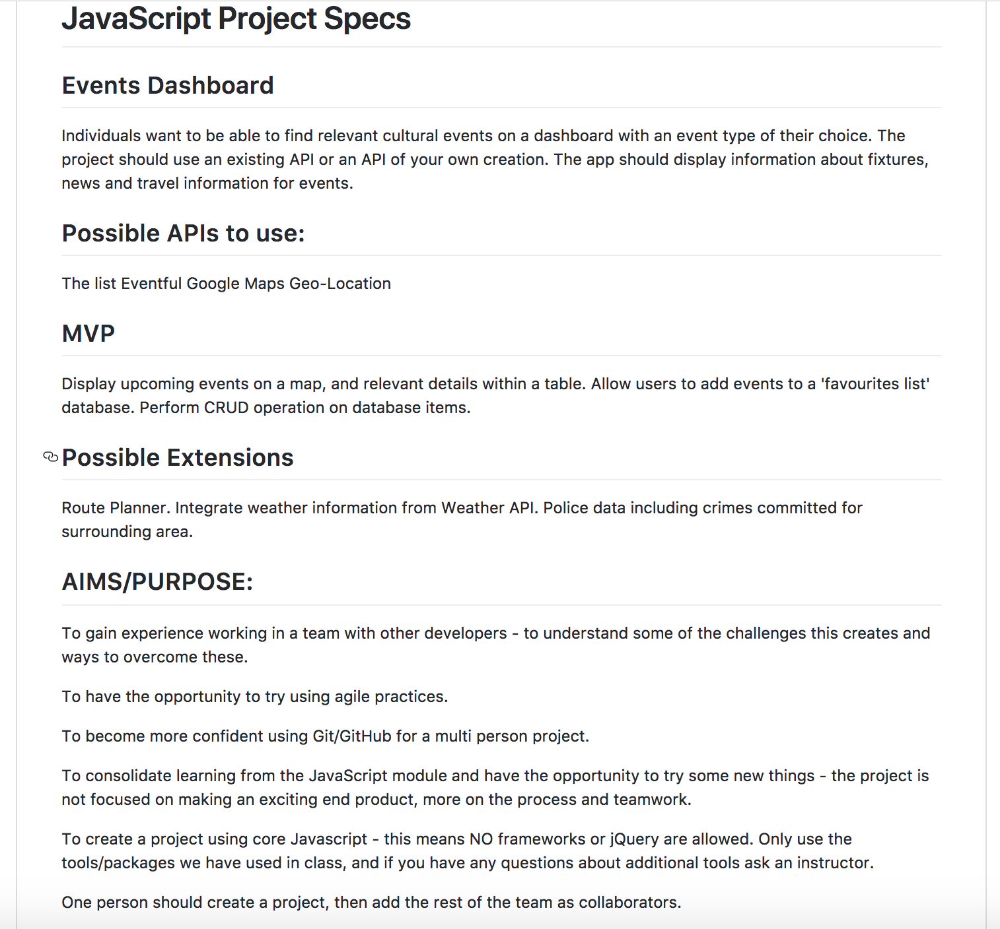 JavaScript Project Specs
Events Dashboard
Individuals want to be able to find relevant cultural events on a dashboard with an event type of their choice. The
project should use an existing API or an API of your own creation. The app should display information about fixtures,
news and travel information for events.
Possible APIs to use:
The list Eventful Google Maps Geo-Location
MVP
Display upcoming events on a map, and relevant details within a table. Allow users to add events to a 'favourites list'
database. Perform CRUD operation on database items.
Possible Extensions
Route Planner. Integrate weather information from Weather API. Police data including crimes committed for
surrounding area.
AIMS/PURPOSE:
To gain experience working in a team with other developers - to understand some of the challenges this creates and
ways to overcome these.
To have the opportunity to try using agile practices.
To become more confident using Git/GitHub for a multi person project.
To consolidate learning from the JavaScript module and have the opportunity to try some new things - the project is
not focused on making an exciting end product, more on the process and teamwork.
To create a project using core Javascript - this means NO frameworks or jQuery are allowed. Only use the
tools/packages we have used in class, and if you have any questions about additional tools ask an instructor.
One person should create a project, then add the rest of the team as collaborators.